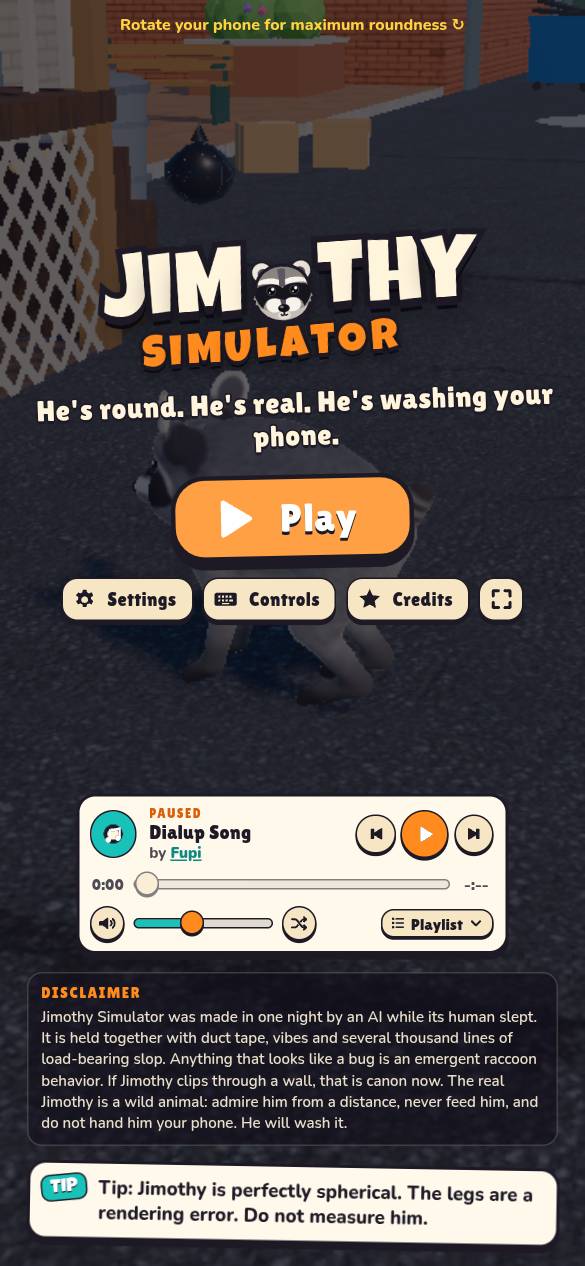 Rotate your phone for maximum roundness ↻
JIMOTHY
SIMULATOR
He's round. He's real. He's washing your
phone.
Play
Settings
Controls
Credits
PAUSED
Dialup Song
by Fupi
0:00
-:--
Playlist
DISCLAIMER
Jimothy Simulator was made in one night by an AI while its human slept.
It is held together with duct tape, vibes and several thousand lines of
load-bearing slop. Anything that looks like a bug is an emergent raccoon
behavior. If Jimothy clips through a wall, that is canon now. The real
Jimothy is a wild animal: admire him from a distance, never feed him, and
do not hand him your phone. He will wash it.
TIP
Tip: Jimothy is perfectly spherical. The legs are a
rendering error. Do not measure him.